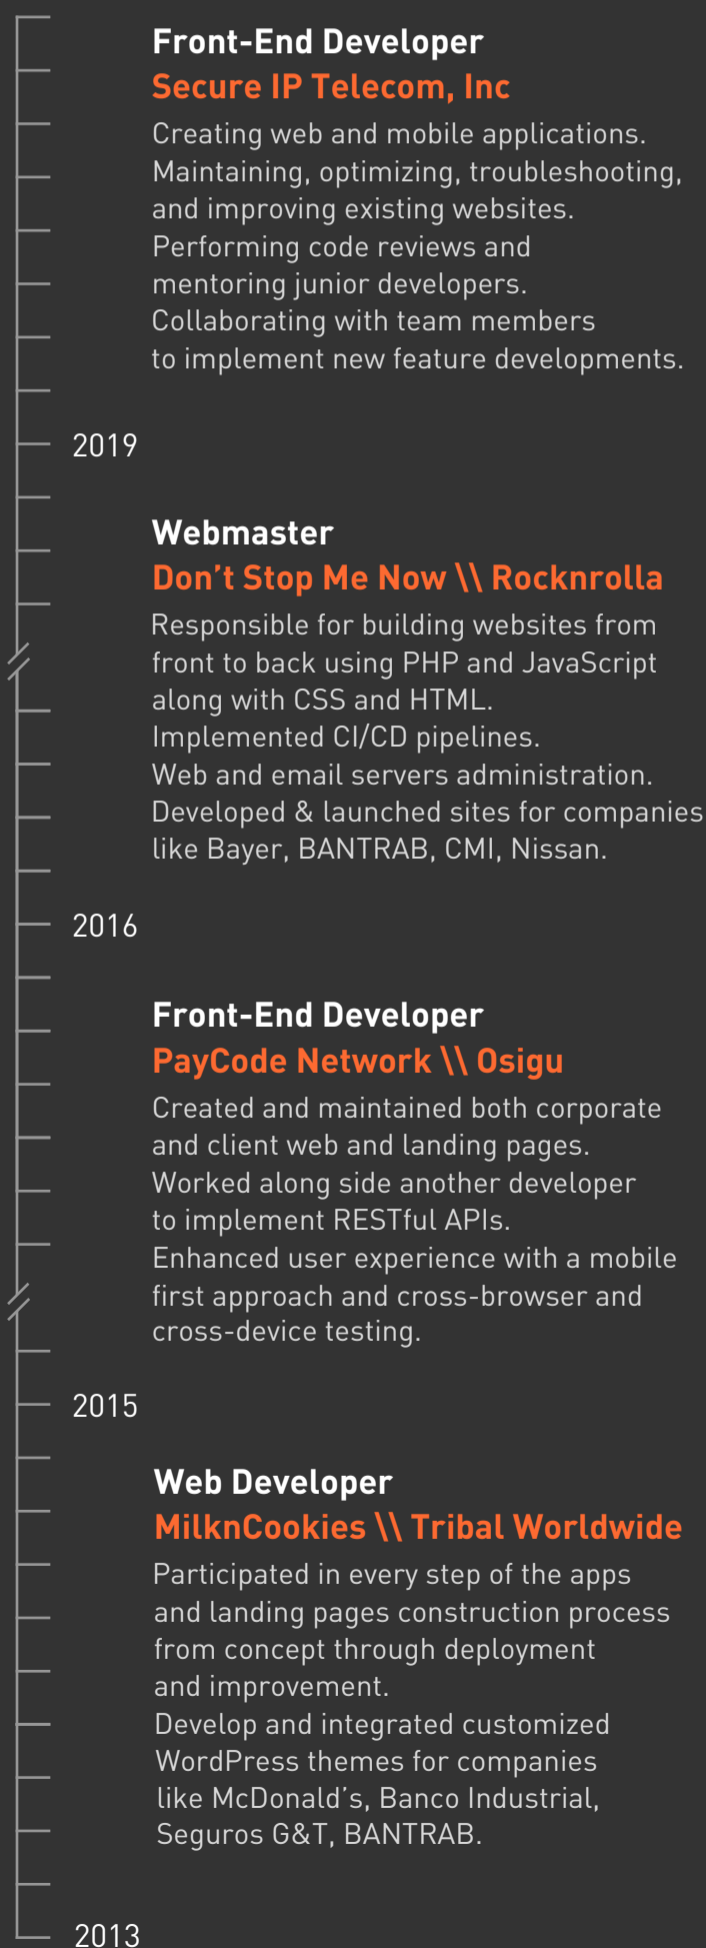 Front-End Developer
Secure IP Telecom, Inc
Creating web and mobile applications.
Maintaining, optimizing, troubleshooting,
and improving existing websites.
Performing code reviews and
mentoring junior developers.
Collaborating with team members
to implement new feature developments.
2019
Webmaster
Don’t Stop Me Now \\ Rocknrolla
Responsible for building websites from
front to back using PHP and JavaScript
along with CSS and HTML.
Implemented CI/CD pipelines.
Web and email servers administration.
Developed & launched sites for companies
like Bayer, BANTRAB, CMI, Nissan.
2016
Front-End Developer
PayCode Network \\ Osigu
Created and maintained both corporate
and client web and landing pages.
Worked along side another developer
to implement RESTful APIs.
Enhanced user experience with a mobile
first approach and cross-browser and
cross-device testing.
2015
Web Developer
MilknCookies \\ Tribal Worldwide
Participated in every step of the apps
and landing pages construction process
from concept through deployment
and improvement.
Develop and integrated customized
WordPress themes for companies
like McDonald’s, Banco Industrial,
Seguros G&T, BANTRAB.
2013